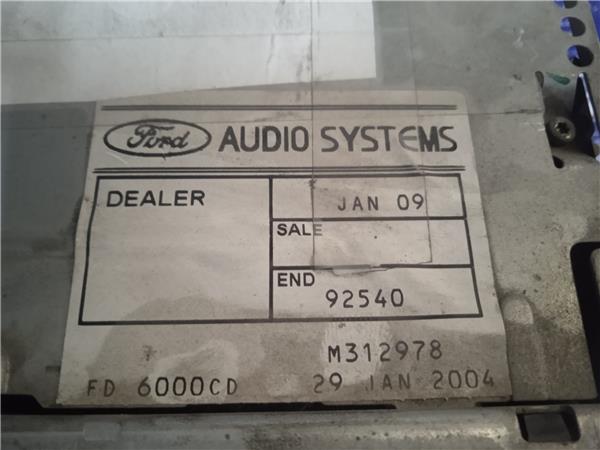 Ford AUDIO SYSTEMS
DEALER
JAN 09
SALE
END
92540
M312978
FD 6000CD 29 JAN 2004